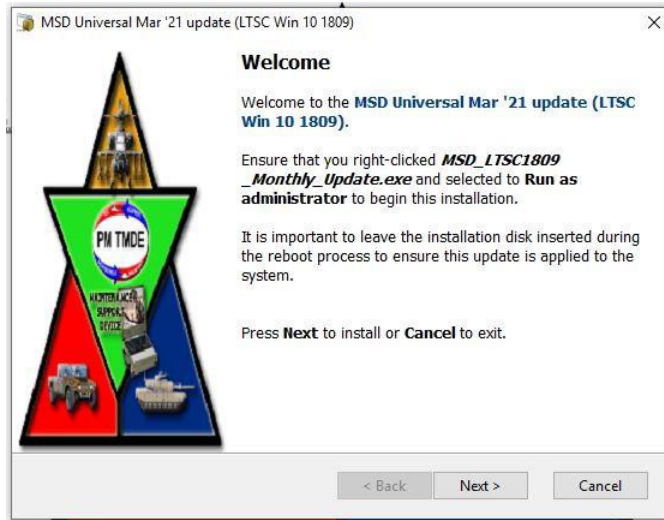 MSD Universal Mar '21 update (LTSC Win 10 1809)
Welcome
Welcome to the MSD Universal Mar '21 update (LTSC
Win 10 1809).
Ensure that you right-clicked MSD_LTSC1809
_Monthly_Update.exe and selected to Run as
administrator to begin this installation.
It is important to leave the installation disk inserted during
the reboot process to ensure this update is applied to the
system.
Press Next to install or Cancel to exit.
PM TMDE
MAINTENANCE
SUPPORT
DEVICE
< Back
Next >
Cancel